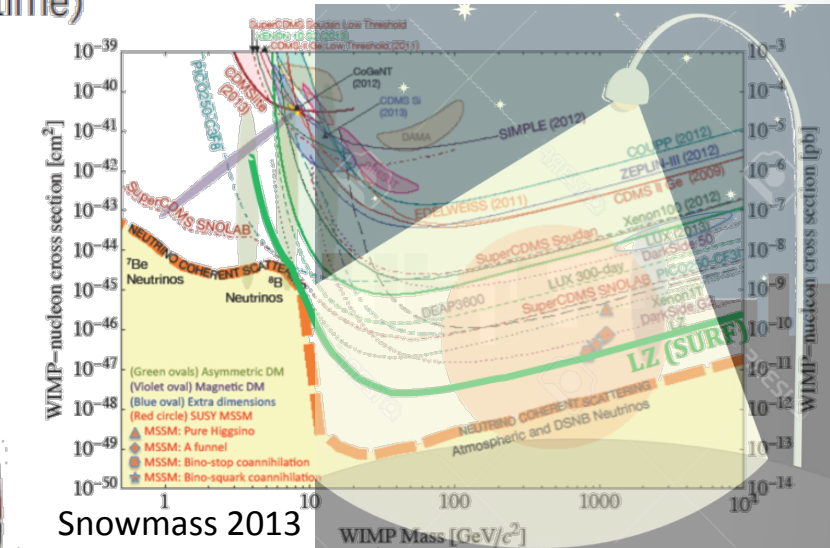 time)
SuperCDMS Soudan Low Threshold
XENON 10 S2 (2013)
CDMS-II Ge Low Threshold (2011)
10−39
10−40
10−41
10−42
10−43
10−44
10−45
10−46
10−47
10−48
10−49
10−50
WIMP−nucleon cross section [cm2]
10−3
10−4
10−5
10−6
10−7
10−8
10−9
10−10
10−11
10−12
10−13
10−14
WIMP−nucleon cross section [pb]
PICO250-C3F8
CDMSlite
(2013)
CoGeNT
(2012)
CDMS Si
(2013)
DAMA
SIMPLE (2012)
COUPP (2012)
ZEPLIN-III (2012)
CDMS II Ge (2009)
EDELWEISS (2011)
Xenon100 (2012)
SuperCDMS SNOLAB
SuperCDMS Soudan
LUX (2013)
DarkSide 50
PICO250-CF3I
LUX 300-day
SuperCDMS SNOLAB
DEAP3600
Xenon1T
DarkSide G2
LZ
LZ (SURF)
NEUTRINO COHERENT SCATTERING
7Be
Neutrinos
8B
Neutrinos
NEUTRINO COHERENT SCATTERING
Atmospheric and DSNB Neutrinos
(Green ovals) Asymmetric DM
(Violet oval) Magnetic DM
(Blue oval) Extra dimensions
(Red circle) SUSY MSSM
MSSM: Pure Higgsino
MSSM: A funnel
MSSM: Bino-stop coannihilation
MSSM: Bino-squark coannihilation
1
10
100
1000
104
WIMP Mass [GeV/c2]
Snowmass 2013